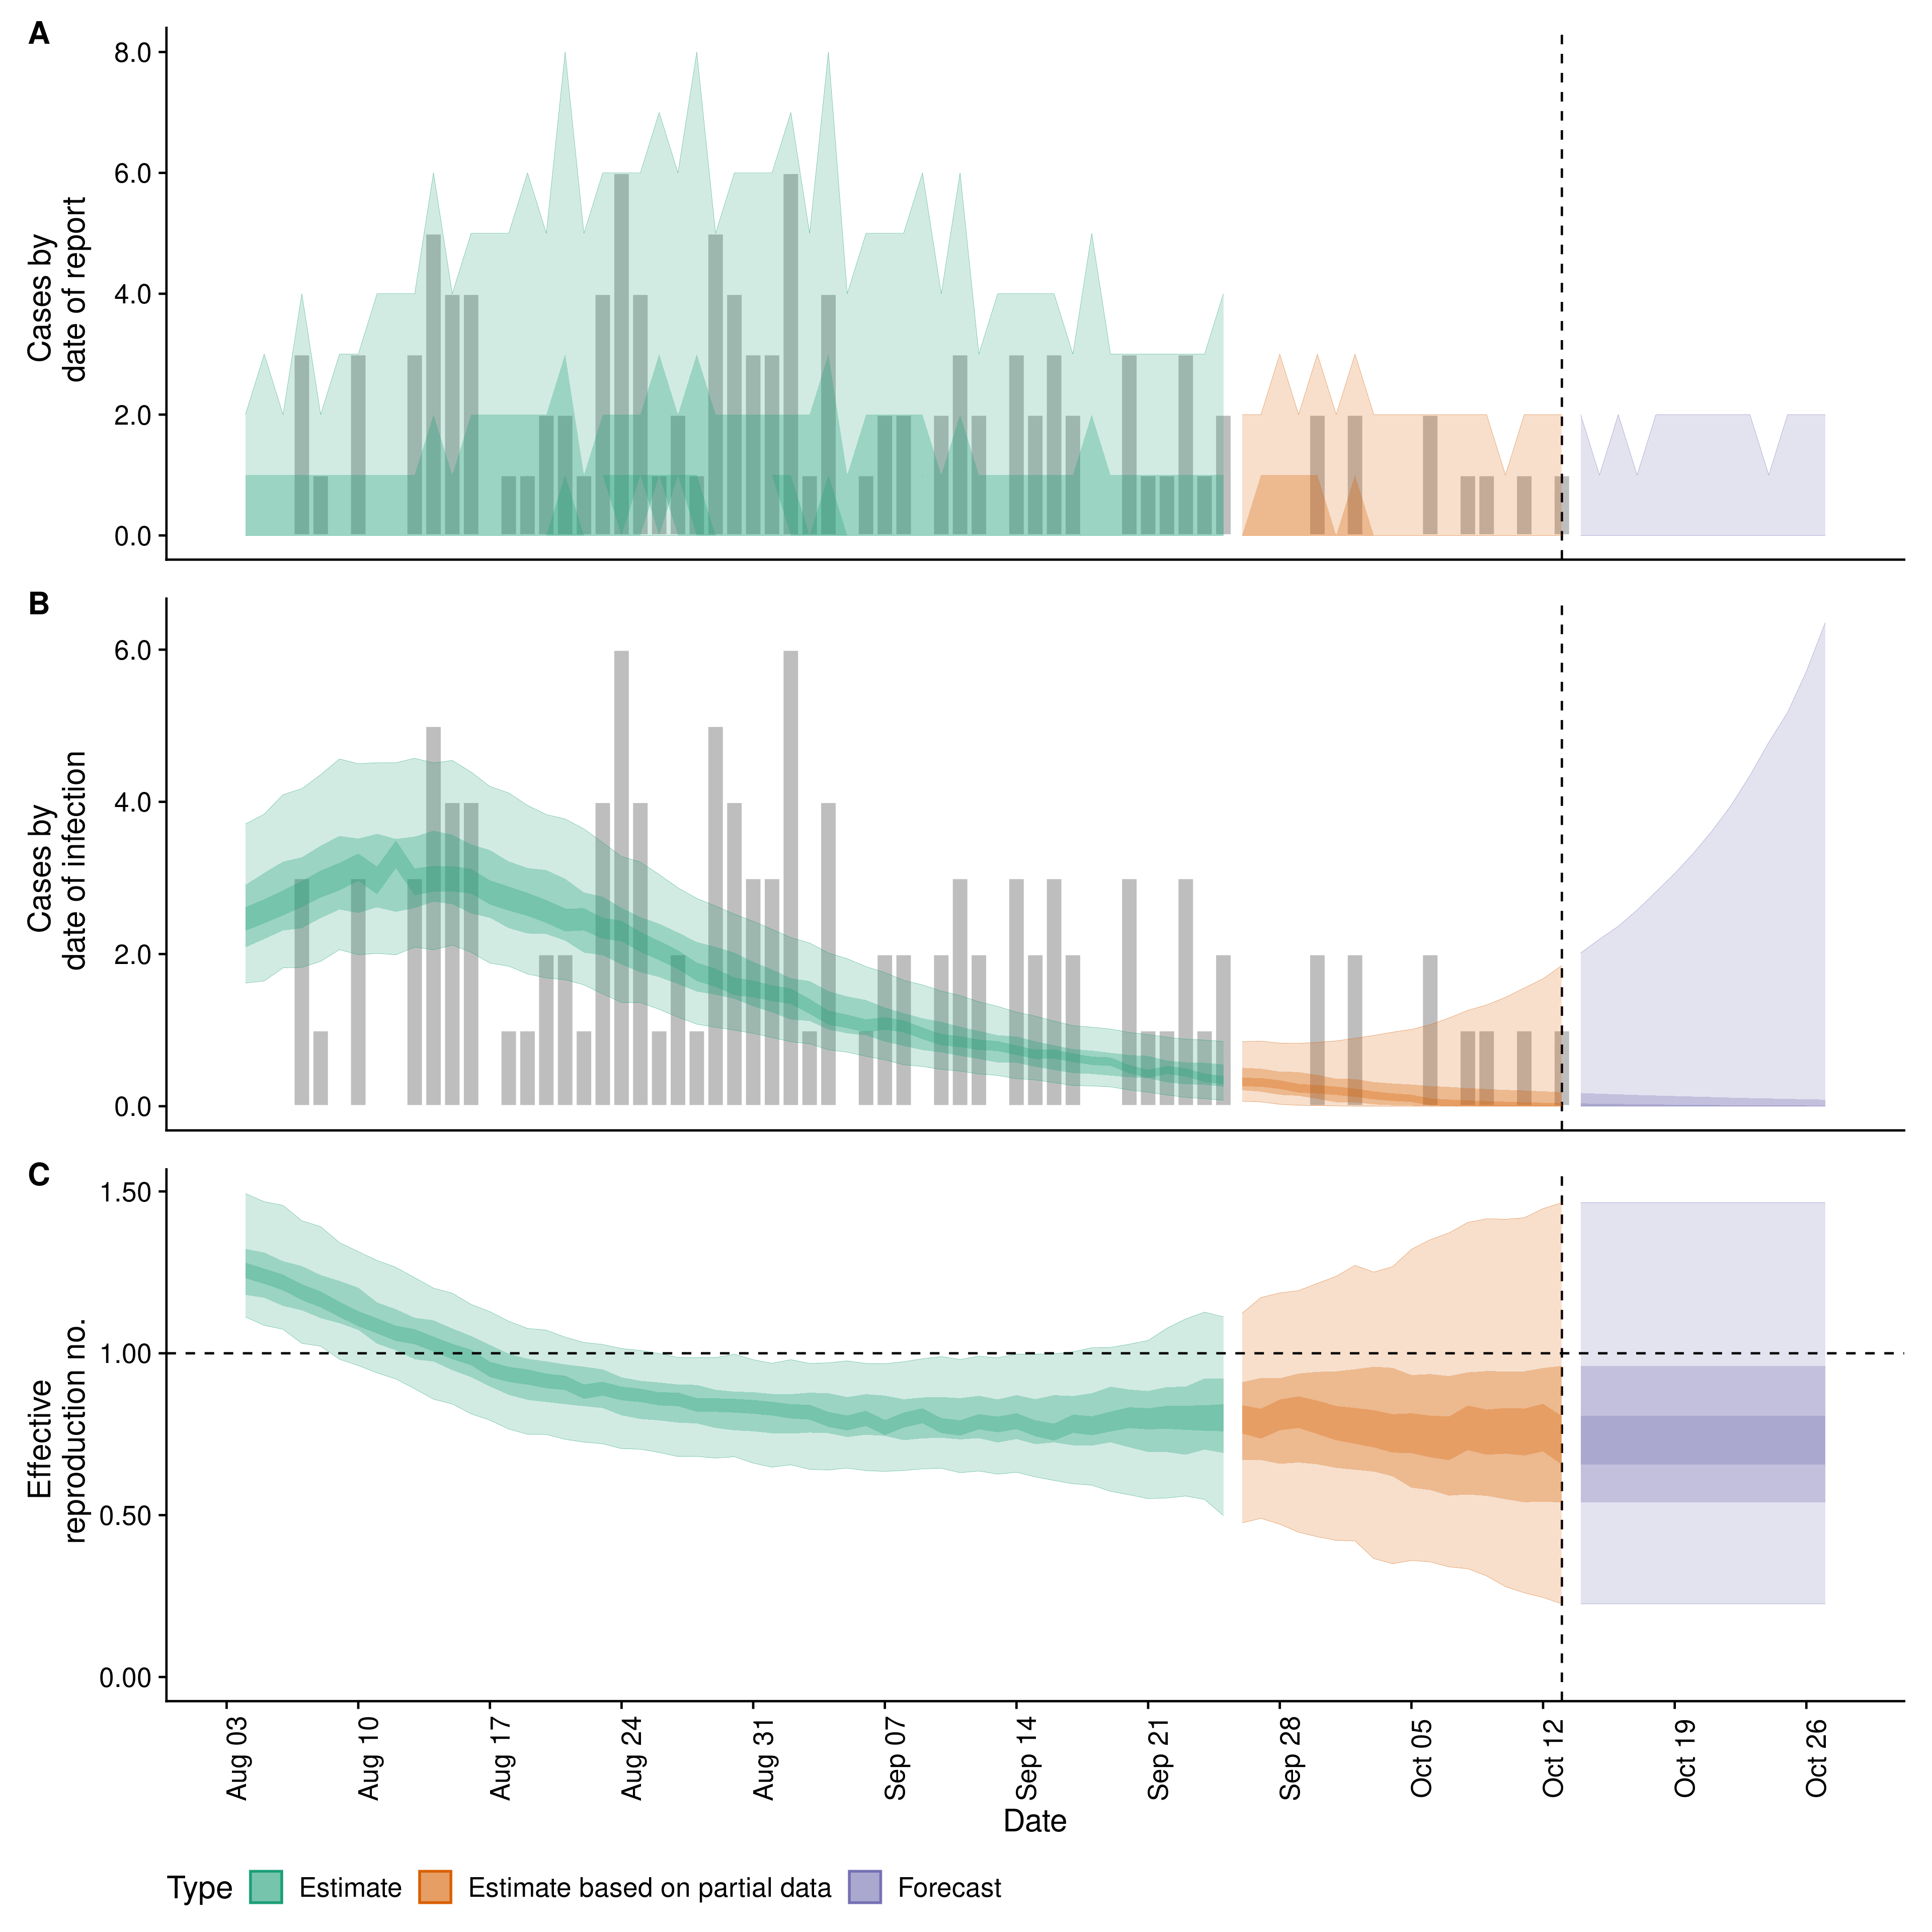 A
8.0
6.0
4.0
2.0
0.0
Cases by
date of report
B
6.0
4.0
2.0
0.0
Cases by
date of infection
C
1.50
1.00
0.50
0.00
Effective
reproduction no.
Aug 03
Aug 10
Aug 17
Aug 24
Aug 31
Sep 07
Sep 14
Sep 21
Sep 28
Oct 05
Oct 12
Oct 19
Oct 26
Date
Type Estimate Estimate based on partial data Forecast